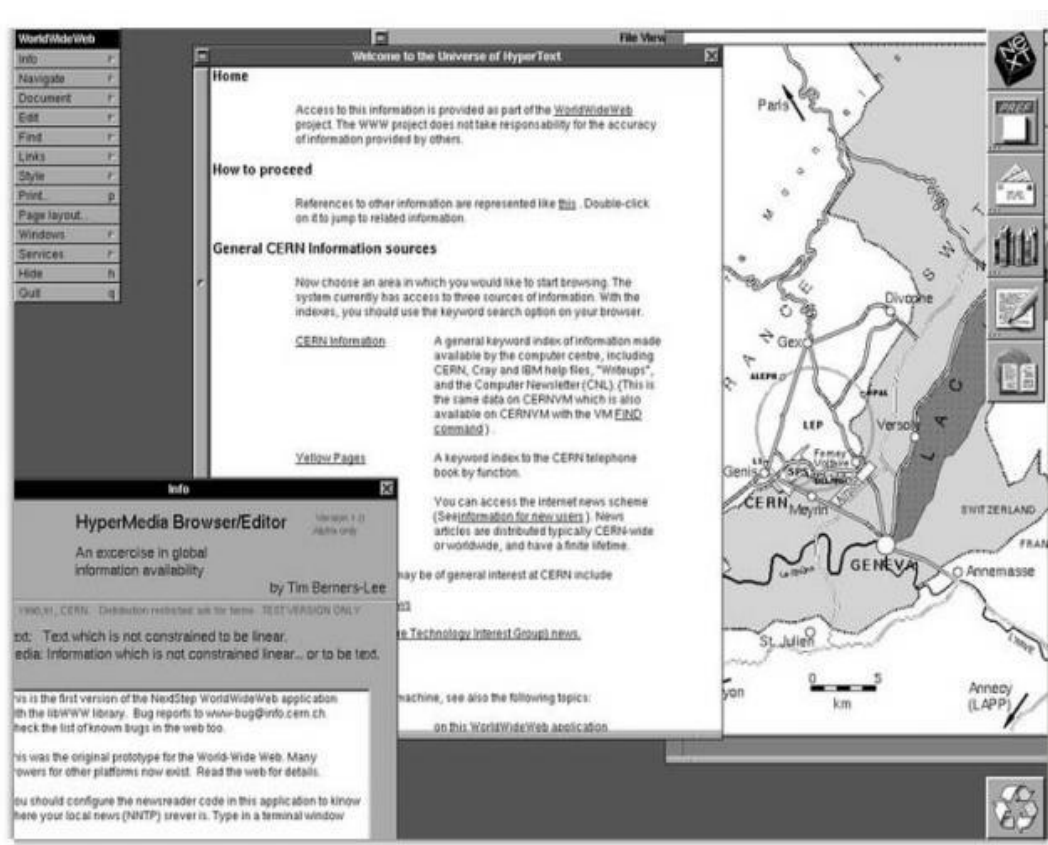 WorldWideWeb
Info
Navigate
Document
Edit
Find
Links
Style
Print.. p
Page layout..
Windows
Services
Hide h
Quit q
File View
Welcome to the Universe of HyperText
Home
Access to this information is provided as part of the WorldWideWeb
project. The WWW project does not take responsibility for the accuracy
of information provided by others.
How to proceed
References to other information are represented like this . Double-click
on it to jump to related information.
General CERN Information sources
Now choose an area in which you would like to start browsing. The
system currently has access to three sources of information. With the
indexes, you should use the keyword search option on your browser.
CERN Information
A general keyword index of information made
available by the computer centre, including
CERN, Cray and IBM help files, "Writeups",
and the Computer Newsletter (CNL). (This is
the same data on CERNVM which is also
available on CERNVM with the VM FIND
command ) .
Yellow Pages
A keyword index to the CERN telephone
book by function.
You can access the internet news scheme
(See information for new users ). News
articles are distributed typically CERN-wide
or worldwide, and have a finite lifetime.
may be of general interest at CERN include
Technology Interest Group) news.
machine, see also the following topics:
on this WorldWideWeb application
Info
HyperMedia Browser/Editor
Version 1.0
Alpha only
An excercise in global
information availability
by Tim Berners-Lee
1990,91, CERN. Distribution restricted: ask for terms. TEST VERSION ONLY
ext: Text which is not constrained to be linear.
edia: Information which is not constrained linear... or to be text.
his is the first version of the NextStep WorldWideWeb application
th the libWWW library. Bug reports to www-bug@info.cern.ch
heck the list of known bugs in the web too.
his was the original prototype for the World-Wide Web. Many
owers for other platforms now exist. Read the web for details.
ou should configure the newsreader code in this application to know
here your local news (NNTP) srever is. Type in a terminal window
Paris
FRANCE
SWIT
Divonne
Gex
ALEPH
OPAL
LEP
LAC
Versoix
Ferney
Voltaire
L3
SPS
DELPHI
Genis
CERN
Meyrin
SWITZERLAND
FRAN
GENEVA
Annemasse
Le Rhône
St. Julien
L'ARVE
yon
0 5
km
Annecy
(LAPP)
NeXT